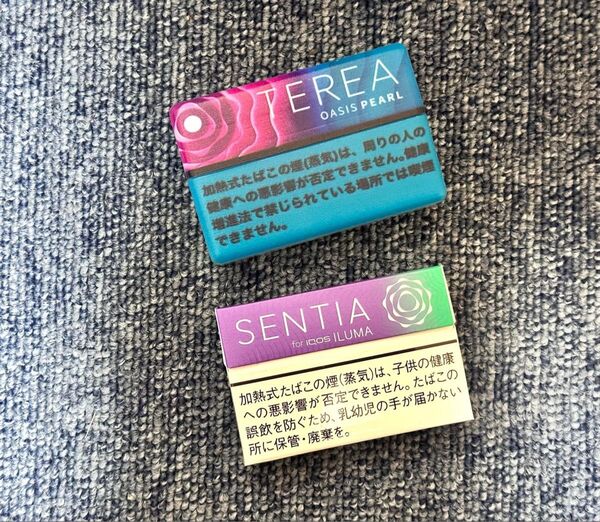 TEREA
OASIS PEARL
加熱式たばこの煙(蒸気)は、周りの人の
健康への悪影響が否定できません。健康
増進法で禁じられている場所では喫煙
できません。
SENTIA
for IQOS ILUMA
加熱式たばこの煙(蒸気)は、子供の健康
への悪影響が否定できません。たばこの
誤飲を防ぐため、乳幼児の手が届かない
所に保管・廃棄を。